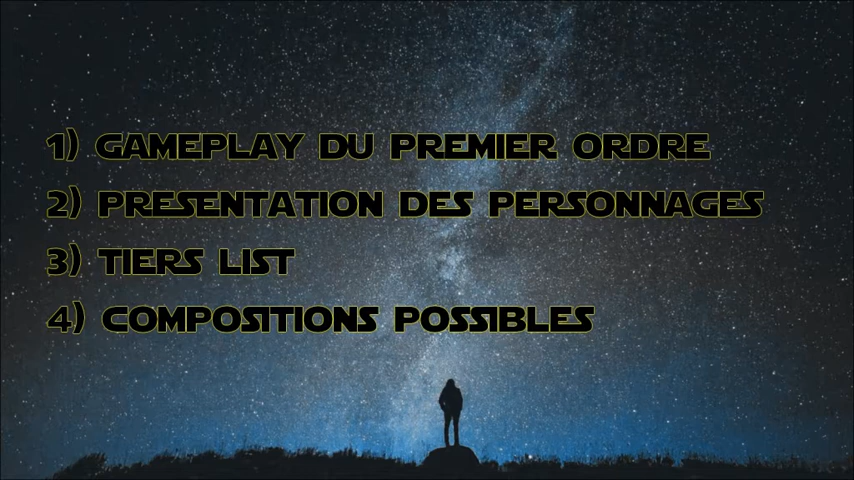 1) GAMEPLAY DU PREMIER ORDRE
2) PRESENTATION DES PERSONNAGES
3) TIERS LIST
4) COMPOSITIONS POSSIBLES